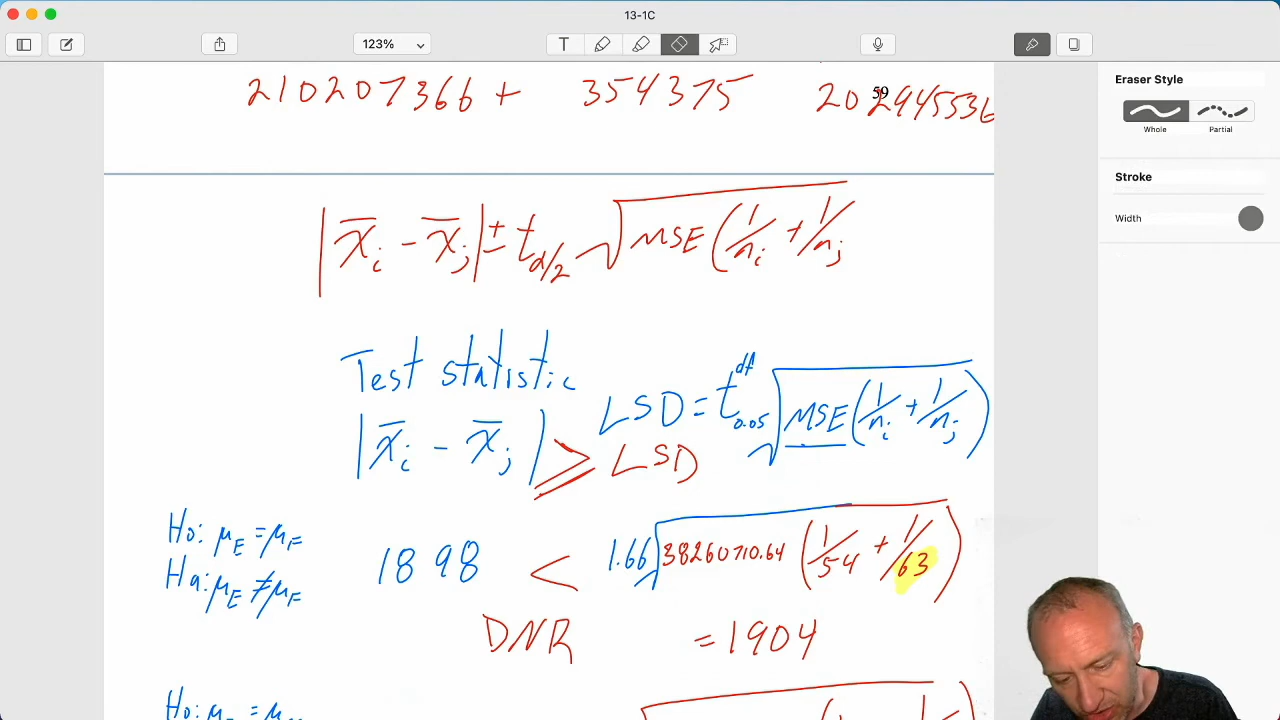 13-1C
123%
T
Eraser Style
Whole Partial
Stroke
Width
59
210207366 + 354375 202945536
|x̄i - x̄j| ± tα/2 √MSE(1/ni + 1/nj
Test statistic
LSD = t0.05^df √MSE(1/ni + 1/nj)
|x̄i - x̄j| ≥ LSD
Ho: μE = μF
Ha: μE ≠ μF
1898 < 1.66√38260710.64 (1/54 + 1/63)
DNR = 1904